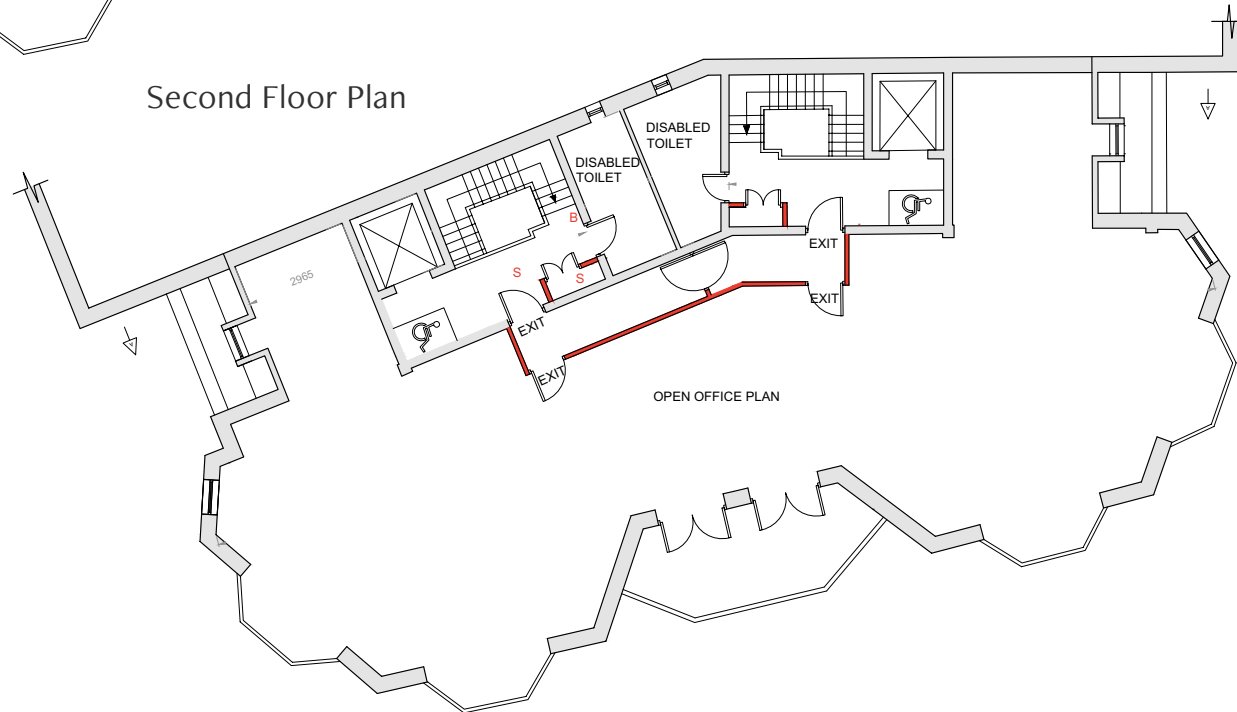 Second Floor Plan
DISABLED
TOILET
DISABLED
TOILET
B
EXIT
2965
S
S
EXIT
EXIT
EXIT
OPEN OFFICE PLAN